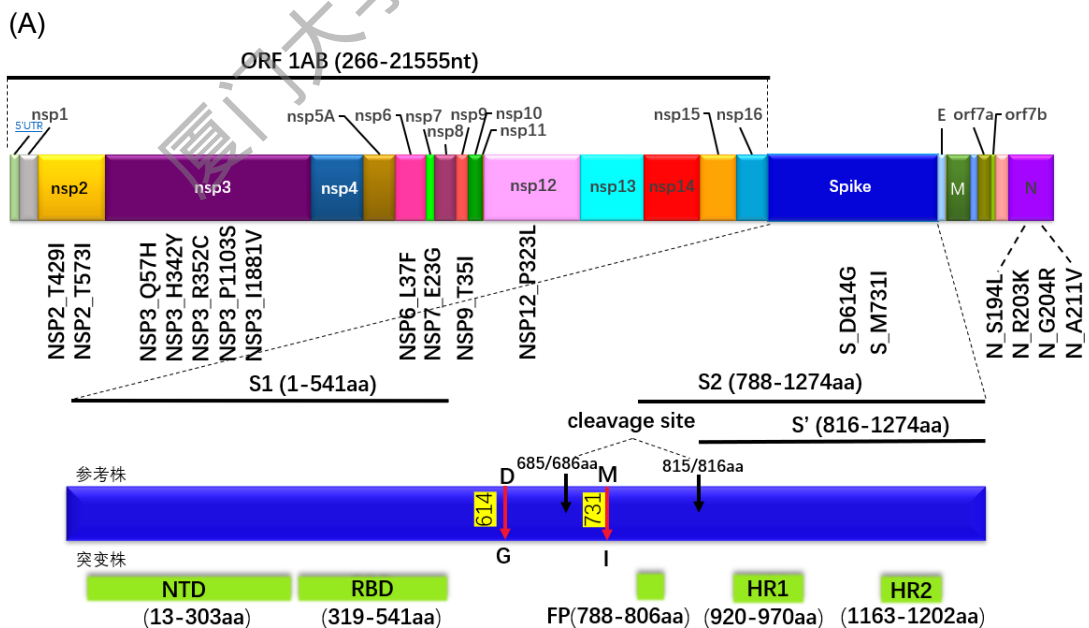 (A)
厦门大学
ORF 1AB (266-21555nt)
5'UTR
nsp1
nsp5A
nsp6
nsp7
nsp8
nsp9
nsp10
nsp11
nsp15
nsp16
E
orf7a
orf7b
nsp2
nsp3
nsp4
nsp12
nsp13
nsp14
Spike
M
N
NSP2_T429I
NSP2_T573I
NSP3_Q57H
NSP3_H342Y
NSP3_R352C
NSP3_P1103S
NSP3_I1881V
NSP6_L37F
NSP7_E23G
NSP9_T35I
NSP12_P323L
S_D614G
S_M731I
N_S194L
N_R203K
N_G204R
N_A211V
S1 (1-541aa)
S2 (788-1274aa)
S' (816-1274aa)
cleavage site
685/686aa
815/816aa
参考株
D
M
614
731
突变株
G
I
NTD
RBD
HR1
HR2
(13-303aa)
(319-541aa)
FP(788-806aa)
(920-970aa)
(1163-1202aa)